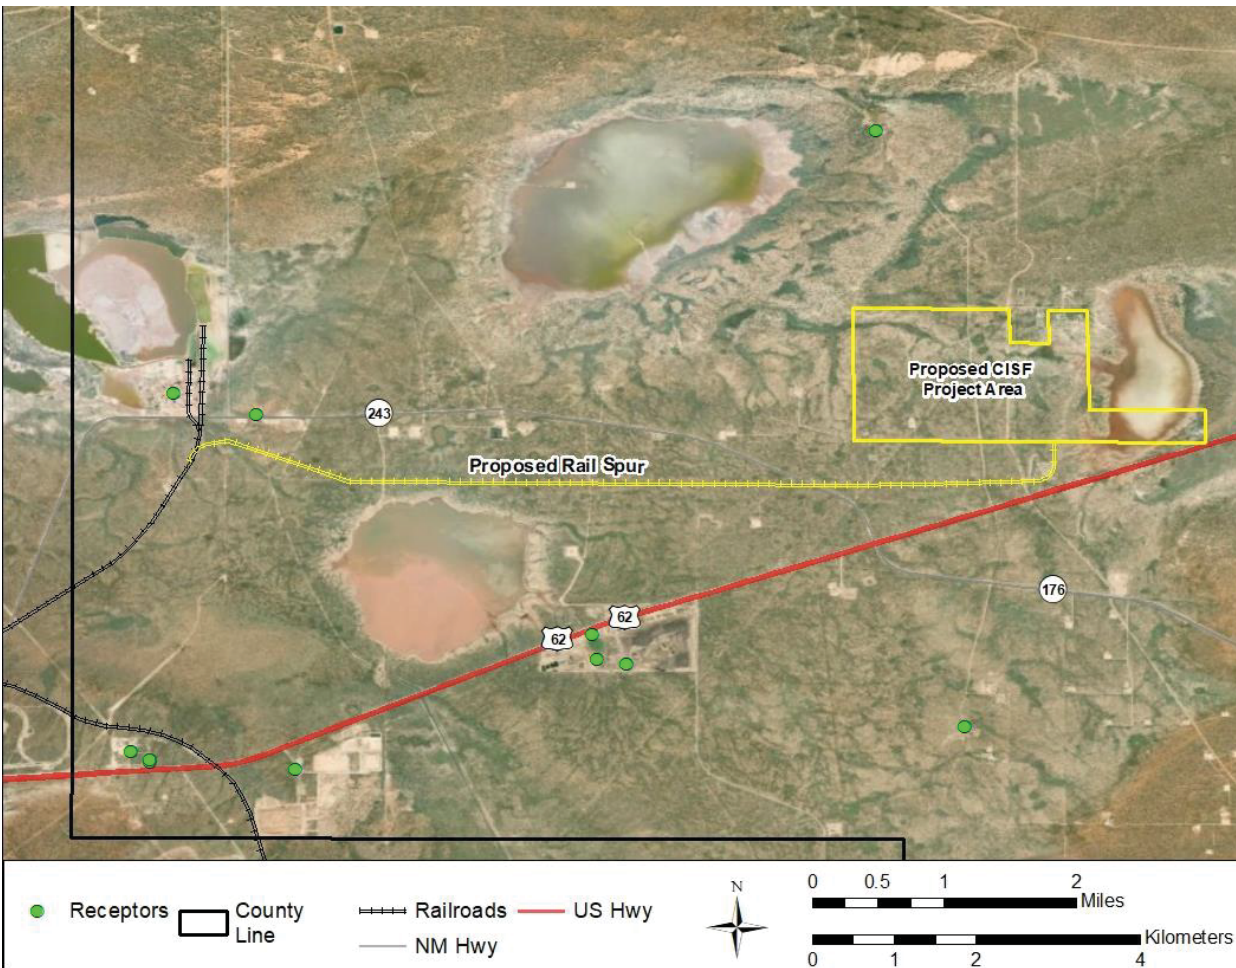 Proposed CISF
Project Area
243
Proposed Rail Spur
176
62
62
Receptors
County
Line
Railroads
US Hwy
NM Hwy
N
0 0.5 1 2
Miles
Kilometers
0 1 2 4